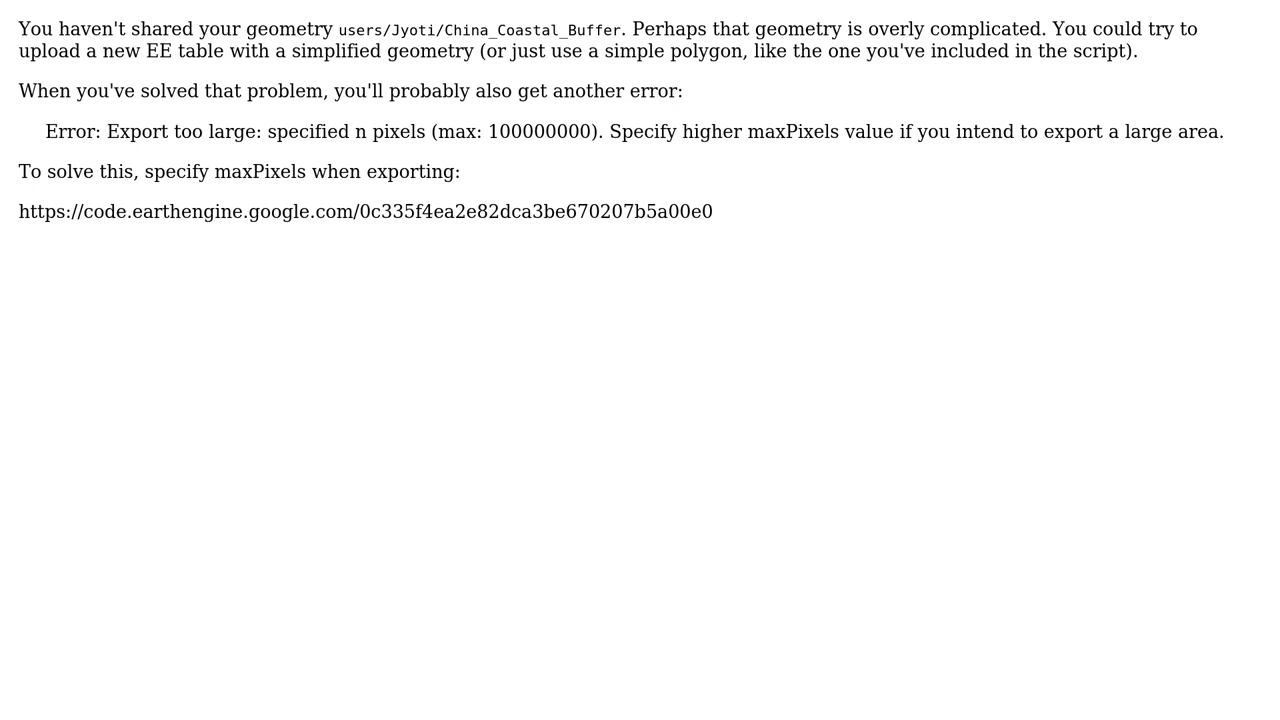 You haven't shared your geometry users/Jyoti/China_Coastal_Buffer. Perhaps that geometry is overly complicated. You could try to
upload a new EE table with a simplified geometry (or just use a simple polygon, like the one you've included in the script).
When you've solved that problem, you'll probably also get another error:
Error: Export too large: specified n pixels (max: 100000000). Specify higher maxPixels value if you intend to export a large area.
To solve this, specify maxPixels when exporting:
https://code.earthengine.google.com/0c335f4ea2e82dca3be670207b5a00e0